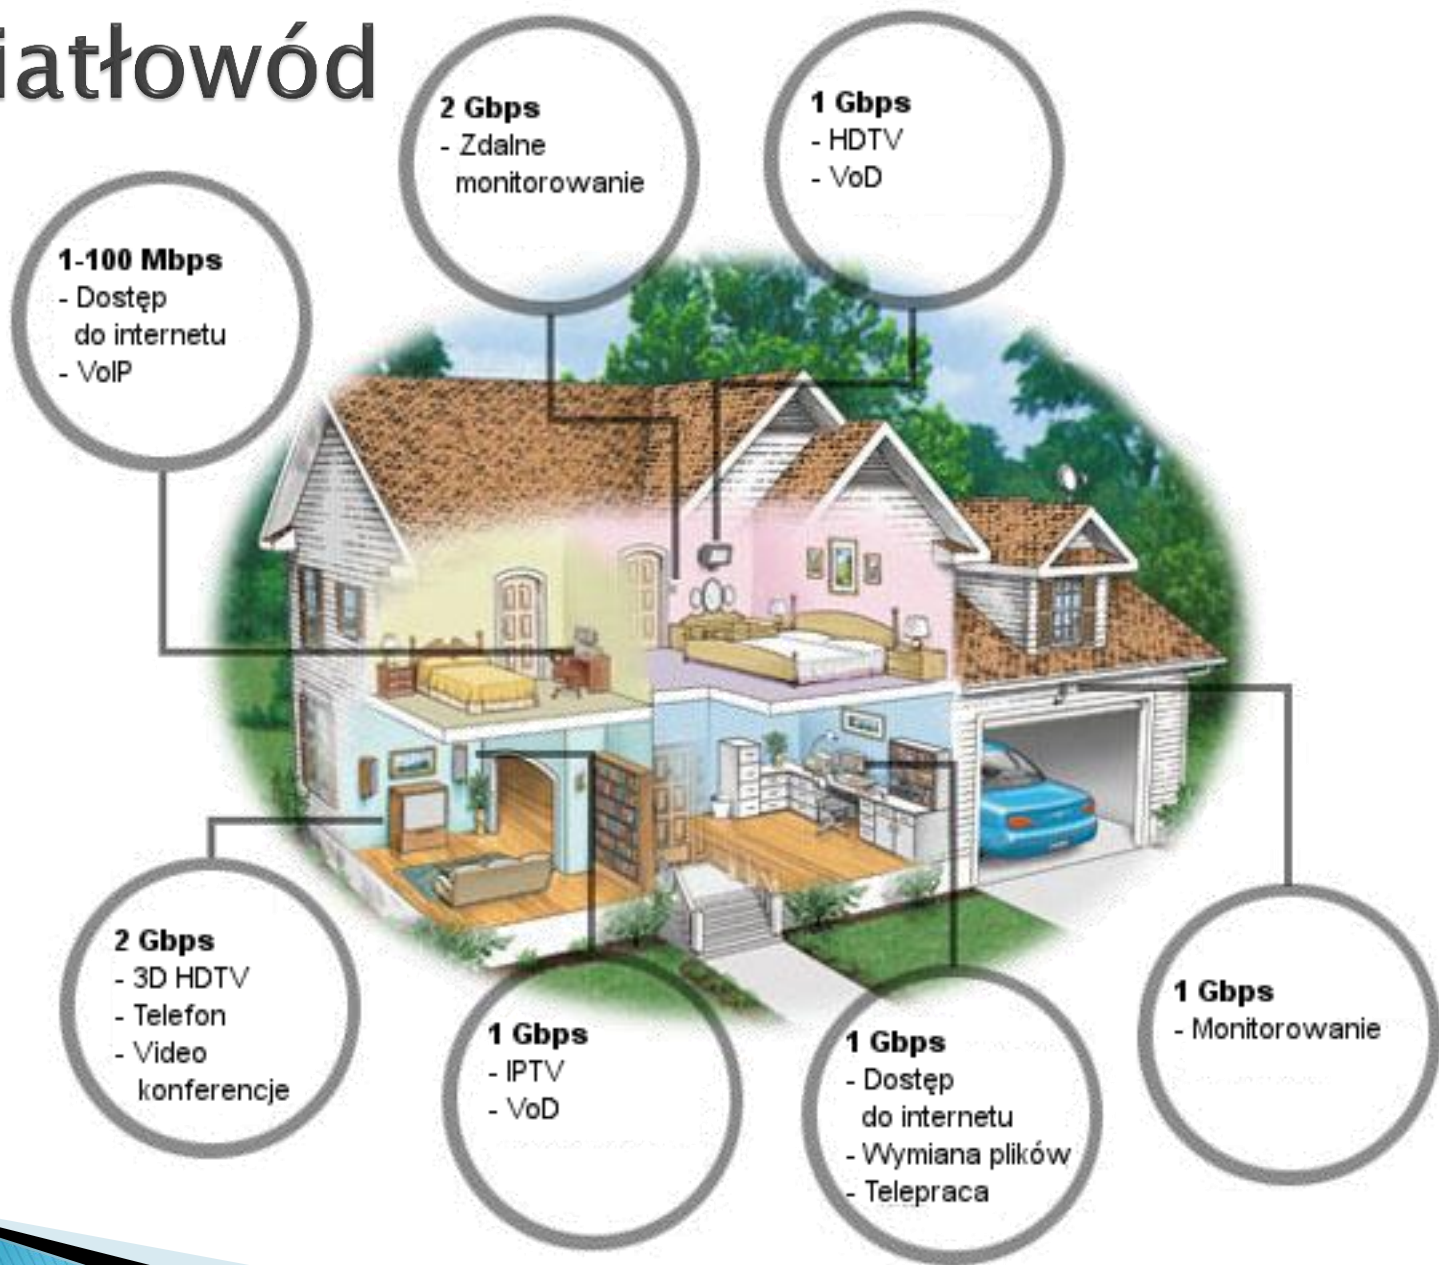 iatłowód
2 Gbps
- Zdalne
monitorowanie
1 Gbps
- HDTV
- VoD
1-100 Mbps
- Dostęp
do internetu
- VoIP
2 Gbps
- 3D HDTV
- Telefon
- Video
konferencje
1 Gbps
- IPTV
- VoD
1 Gbps
- Dostęp
do internetu
- Wymiana plików
- Telepraca
1 Gbps
- Monitorowanie